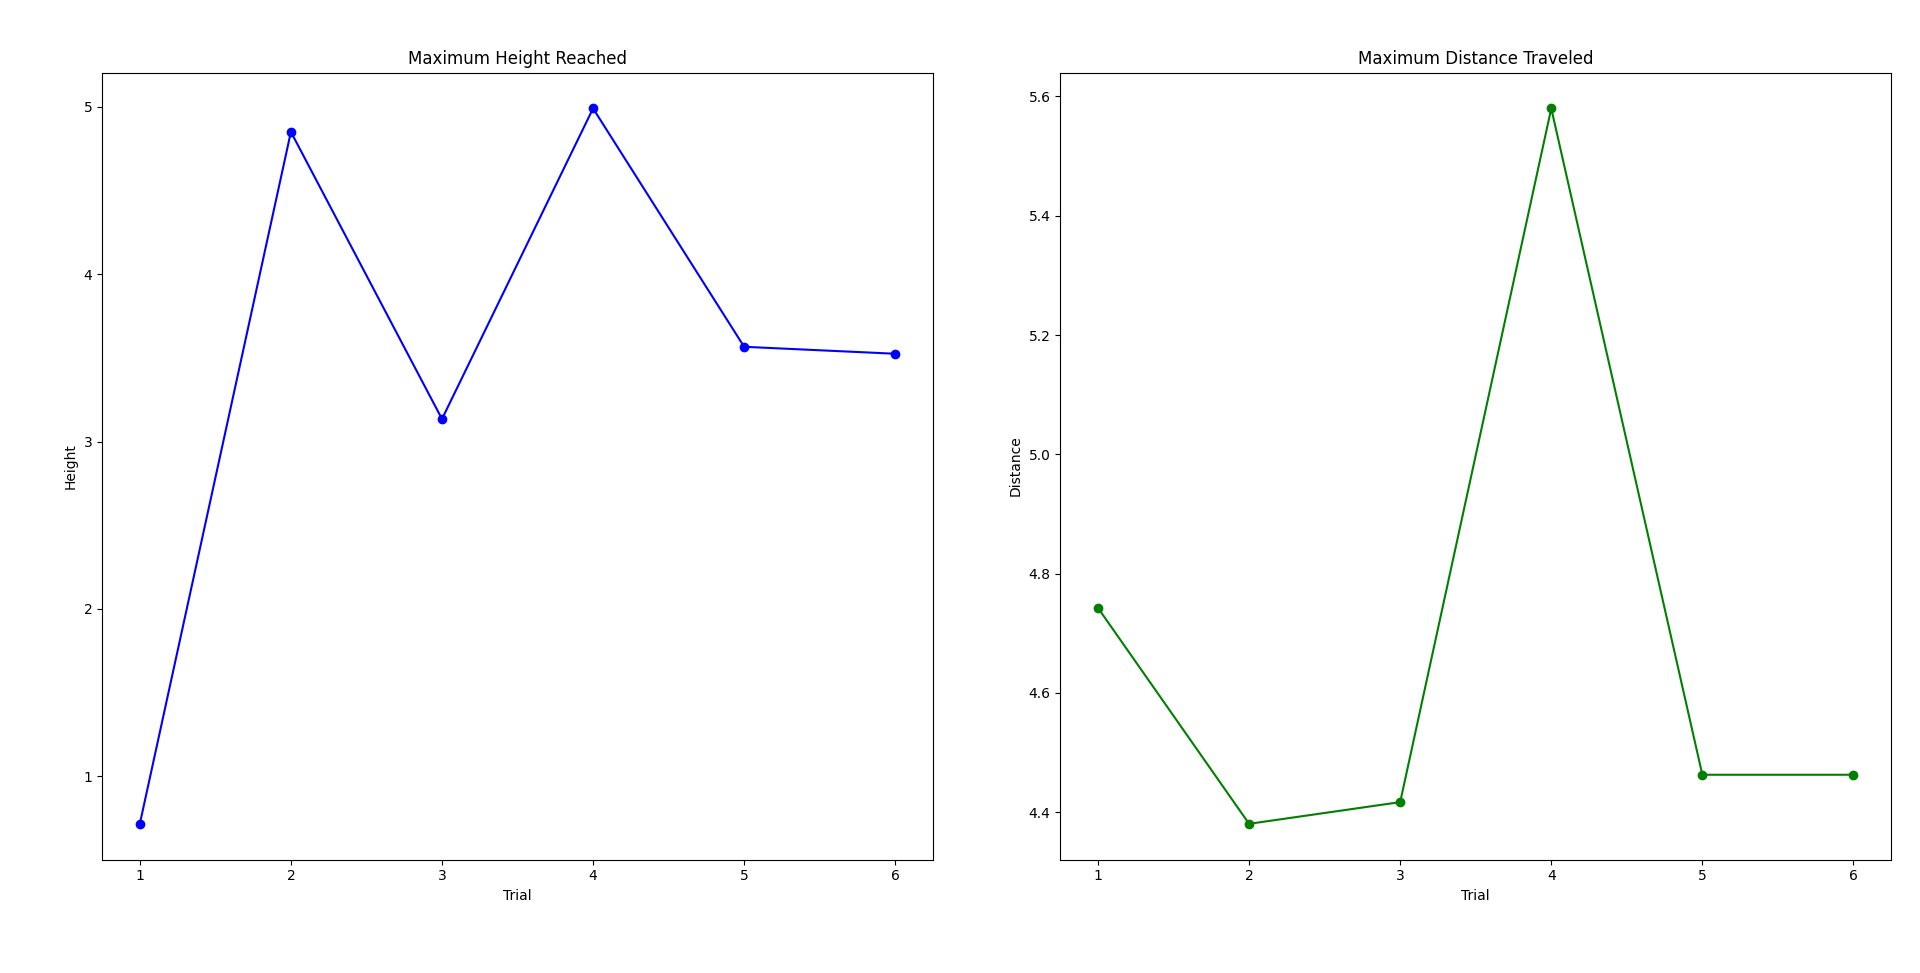 Maximum Height Reached
5
4
3
2
1
Height
1 2 3 4 5 6
Trial
Maximum Distance Traveled
5.6
5.4
5.2
5.0
4.8
4.6
4.4
Distance
1 2 3 4 5 6
Trial